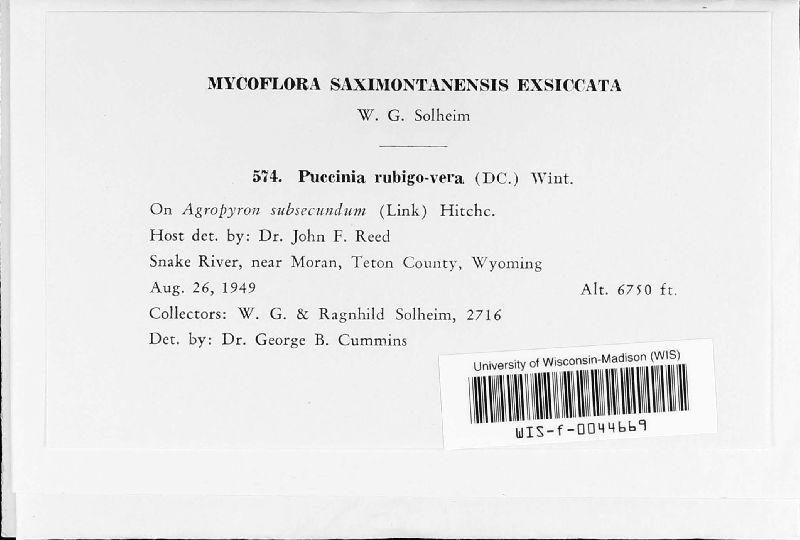 MYCOFLORA SAXIMONTANENSIS EXSICCATA
W. G. Solheim
574. Puccinia rubigo-vera (DC.) Wint.
On Agropyron subsecundum (Link) Hitchc.
Host det. by: Dr. John F. Reed
Snake River, near Moran, Teton County, Wyoming
Aug. 26, 1949 Alt. 6750 ft.
Collectors: W. G. & Ragnhild Solheim, 2716
Det. by: Dr. George B. Cummins
University of Wisconsin-Madison (WIS)
WIS-f-0044669